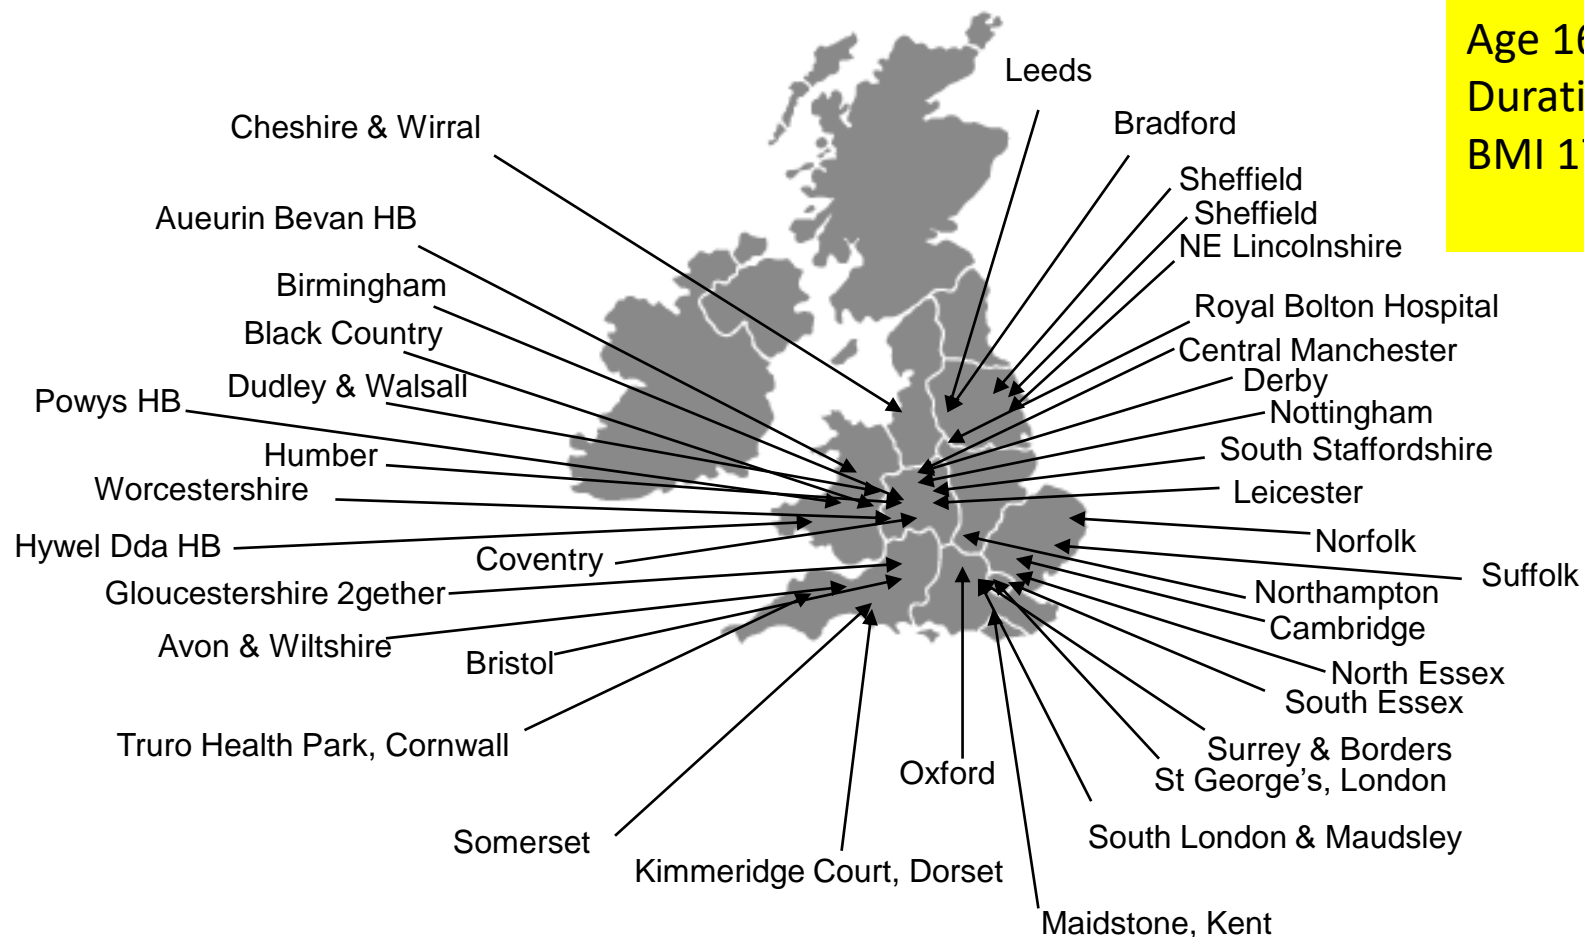 Age 16
Durati
BMI 17
Leeds
Bradford
Cheshire & Wirral
Sheffield
Sheffield
Aueurin Bevan HB
NE Lincolnshire
Birmingham
Royal Bolton Hospital
Black Country
Central Manchester
Derby
Dudley & Walsall
Powys HB
Nottingham
Humber
South Staffordshire
Worcestershire
Leicester
Norfolk
Hywel Dda HB
Coventry
Suffolk
Gloucestershire 2gether
Northampton
Cambridge
Avon & Wiltshire
Bristol
North Essex
South Essex
Truro Health Park, Cornwall
Surrey & Borders
Oxford
St George’s, London
Somerset
South London & Maudsley
Kimmeridge Court, Dorset
Maidstone, Kent